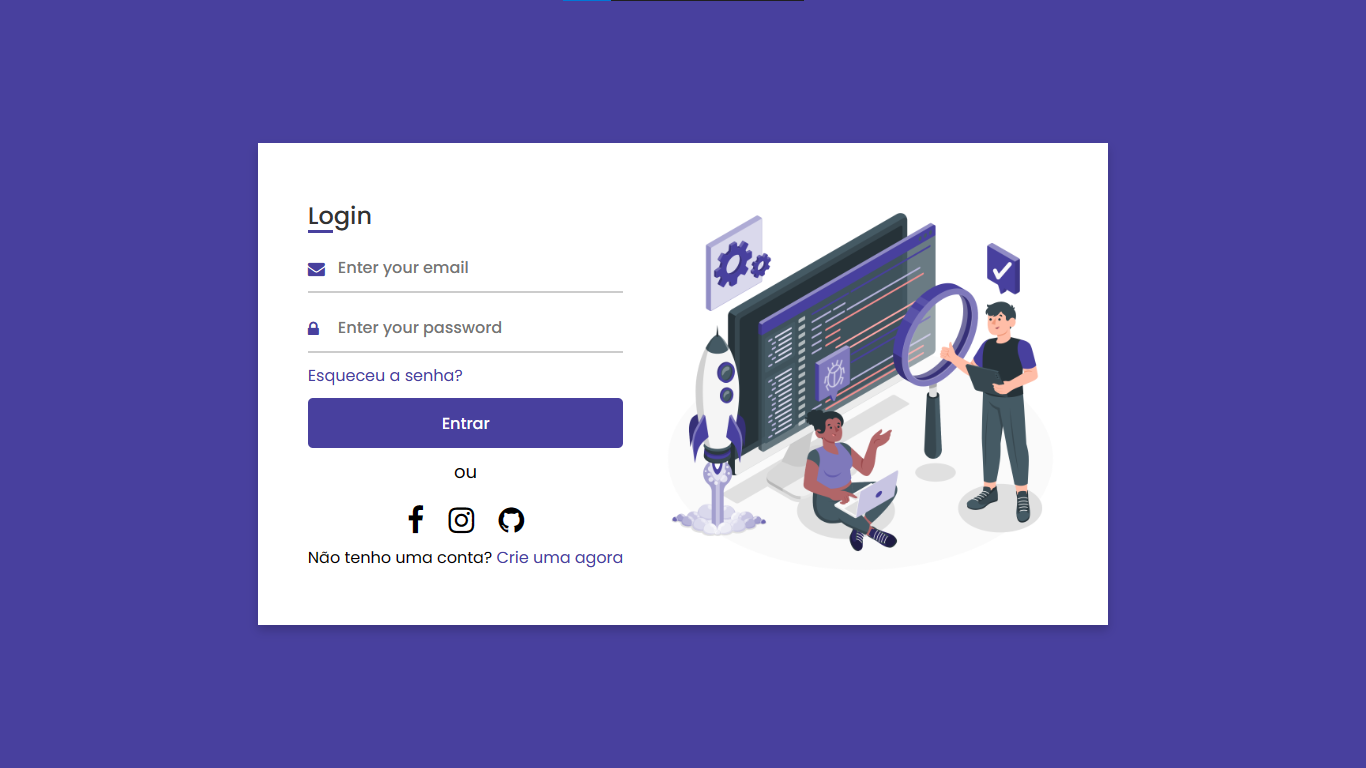 Login
Enter your email
Enter your password
Esqueceu a senha?
Entrar
ou
Não tenho uma conta? Crie uma agora